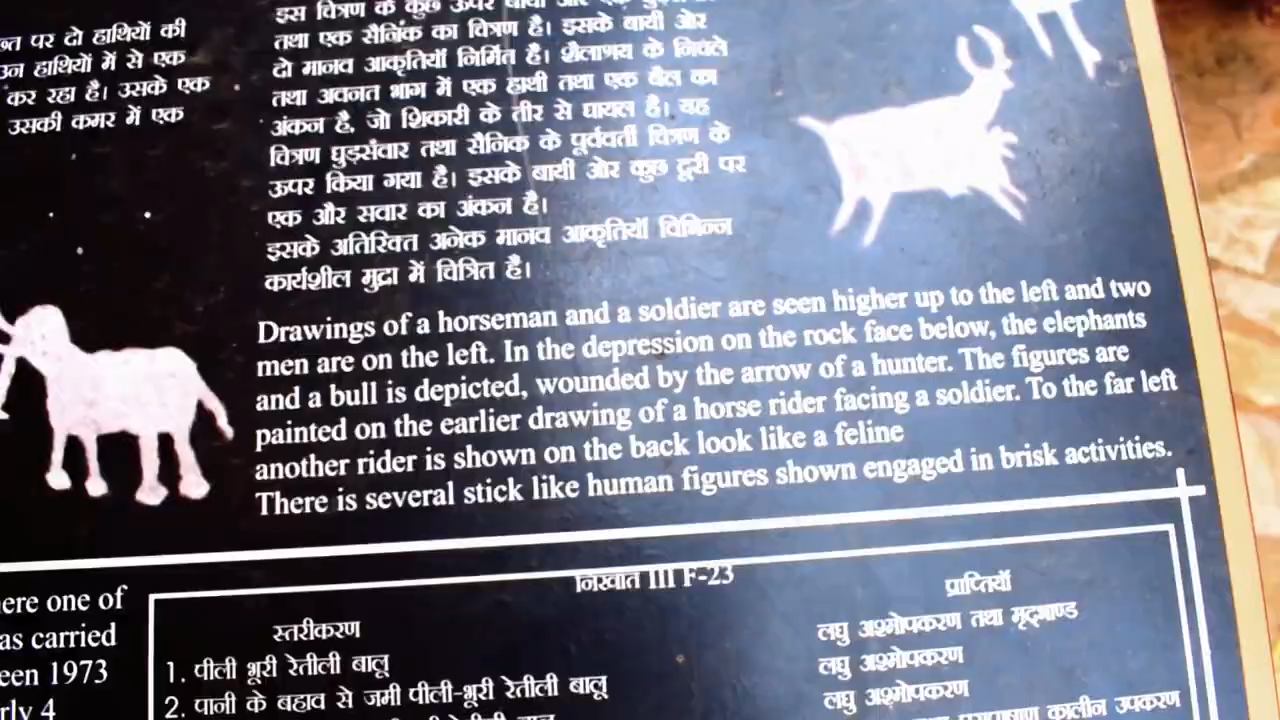 पर दो हाथियों की
हाथियों में से एक
कर रहा है। उसके एक
उसकी कमर में एक
इस चित्रण के कुछ ऊपर बायी और एक
तथा एक सैनिक का चित्रण है। इसके बायी ओर
दो मानव आकृतियाँ निर्मित है। शैलाश्रय के निचले
तथा अवनत भाग में एक हाथी तथा एक बैल का
अंकन है, जो शिकारी के तीर से घायल है। यह
चित्रण घुड़सवार तथा सैनिक के पूर्ववर्ती चित्रण के
ऊपर किया गया है। इसके बायी ओर कुछ दूरी पर
एक और सवार का अंकन है।
इसके अतिरिक्त अनेक मानव आकृतियाँ विभिन्न
कार्यशील मुद्रा में चित्रित है।
Drawings of a horseman and a soldier are seen higher up to the left and two
men are on the left. In the depression on the rock face below, the elephants
and a bull is depicted, wounded by the arrow of a hunter. The figures are
painted on the earlier drawing of a horse rider facing a soldier. To the far left
another rider is shown on the back look like a feline
There is several stick like human figures shown engaged in brisk activities.
ere one of
as carried
een 1973
rly 4
निखात III F-23
स्तरीकरण
प्राप्तियाँ
लघु अश्मोपकरण तथा मृद्भाण्ड
1. पीली भूरी रेतीली बालू
लघु अश्मोपकरण
2. पानी के बहाव से जमी पीली-भूरी रेतीली बालू
लघु अश्मोपकरण
रेतीली बालू
कालीन उपकरण